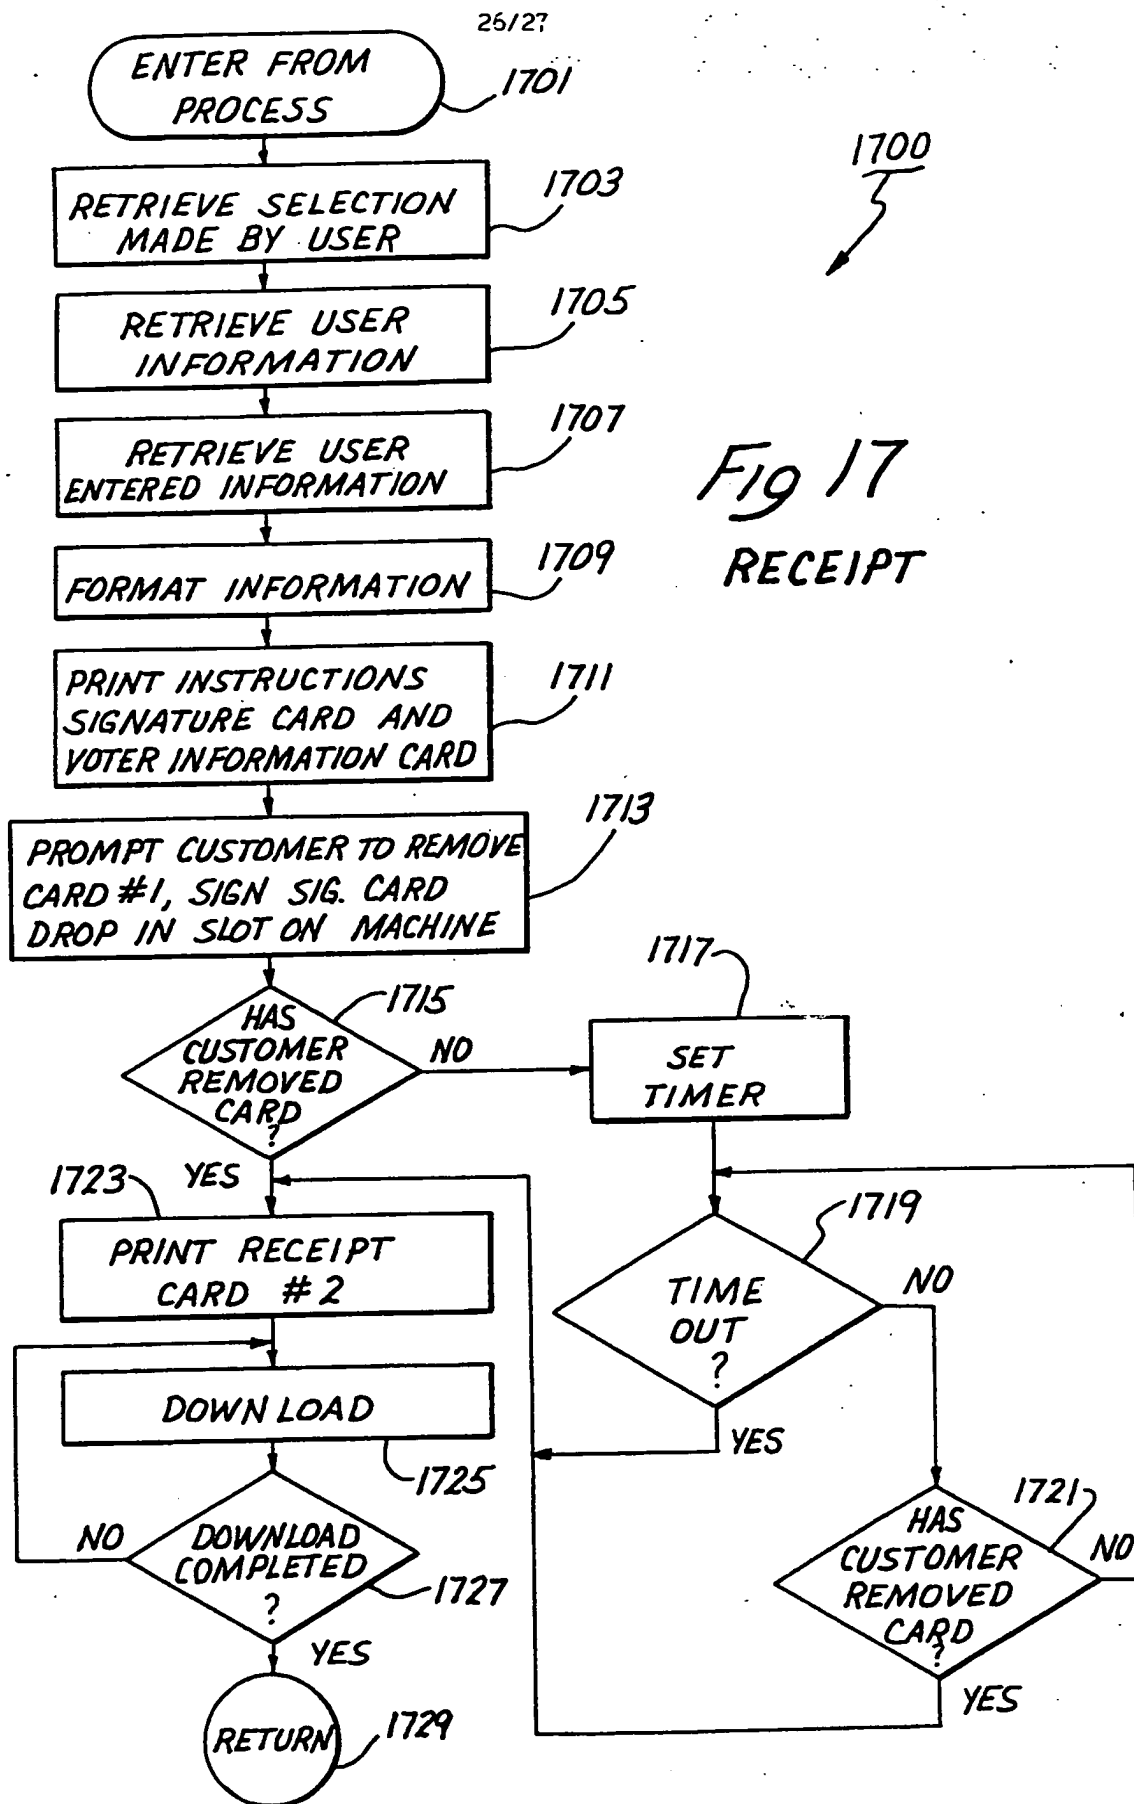 26/27
ENTER FROM
PROCESS
1701
1700
RETRIEVE SELECTION
MADE BY USER
1703
RETRIEVE USER
INFORMATION
1705
RETRIEVE USER
ENTERED INFORMATION
1707
Fig 17
RECEIPT
FORMAT INFORMATION
1709
PRINT INSTRUCTIONS
SIGNATURE CARD AND
VOTER INFORMATION CARD
1711
PROMPT CUSTOMER TO REMOVE
CARD #1, SIGN SIG. CARD
DROP IN SLOT ON MACHINE
1713
HAS
CUSTOMER
REMOVED
CARD
?
1715
NO
YES
SET
TIMER
1717
TIME
OUT
?
1719
NO
YES
HAS
CUSTOMER
REMOVED
CARD
?
1721
NO
YES
1723
PRINT RECEIPT
CARD #2
DOWN LOAD
1725
DOWNLOAD
COMPLETED
?
1727
NO
YES
RETURN
1729